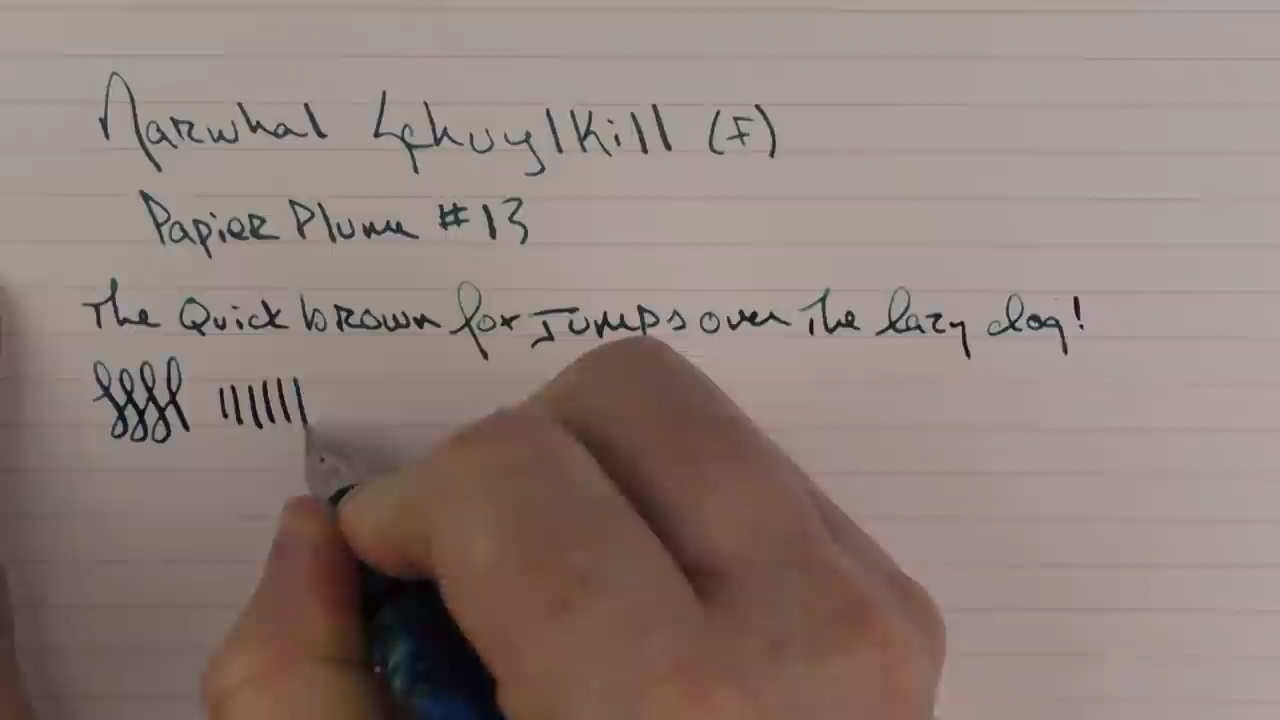 Narwhal Schuylkill (F)
Papier Plume #13
The Quick brown fox Jumps over The lazy dog!